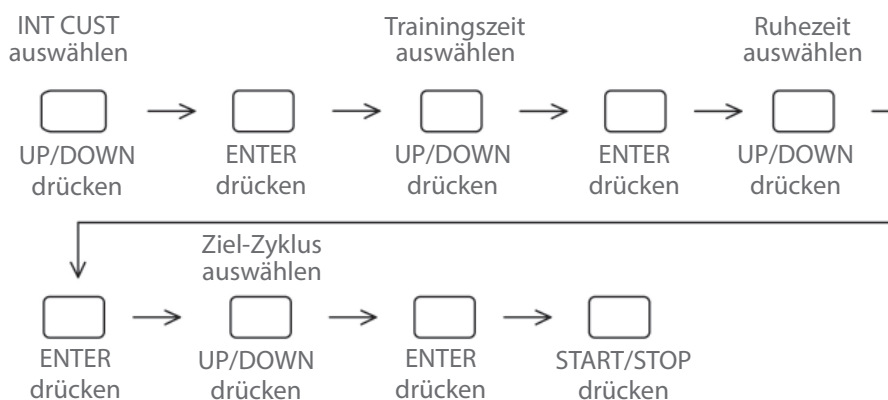 INT CUST
auswählen
Trainingszeit
auswählen
Ruhezeit
auswählen
UP/DOWN
drücken
ENTER
drücken
UP/DOWN
drücken
ENTER
drücken
UP/DOWN
drücken
Ziel-Zyklus
auswählen
ENTER
drücken
UP/DOWN
drücken
ENTER
drücken
START/STOP
drücken